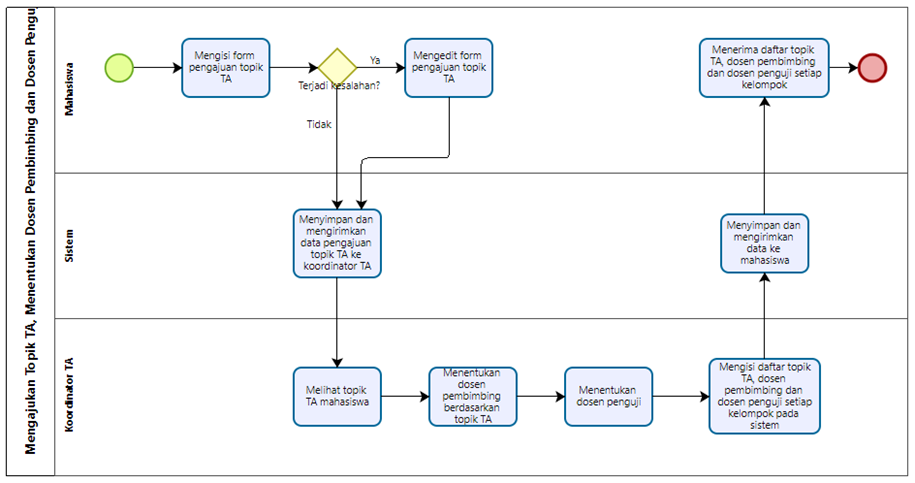 Mengajukan Topik TA, Menentukan Dosen Pembimbing dan Dosen Pengu
Mahasiswa
Mengisi form
pengajuan topik
TA
Terjadi kesalahan?
Ya
Tidak
Mengedit form
pengajuan topik
TA
Menerima daftar topik
TA, dosen pembimbing
dan dosen penguji setiap
kelompok
Sistem
Menyimpan dan
mengirimkan
data pengajuan
topik TA ke
koordinator TA
Menyimpan dan
mengirimkan
data ke
mahasiswa
Koordinator TA
Melihat topik
TA mahasiswa
Menentukan
dosen
pembimbing
berdasarkan
topik TA
Menentukan
dosen penguji
Mengisi daftar topik
TA, dosen
pembimbing dan
dosen penguji setiap
kelompok pada
sistem